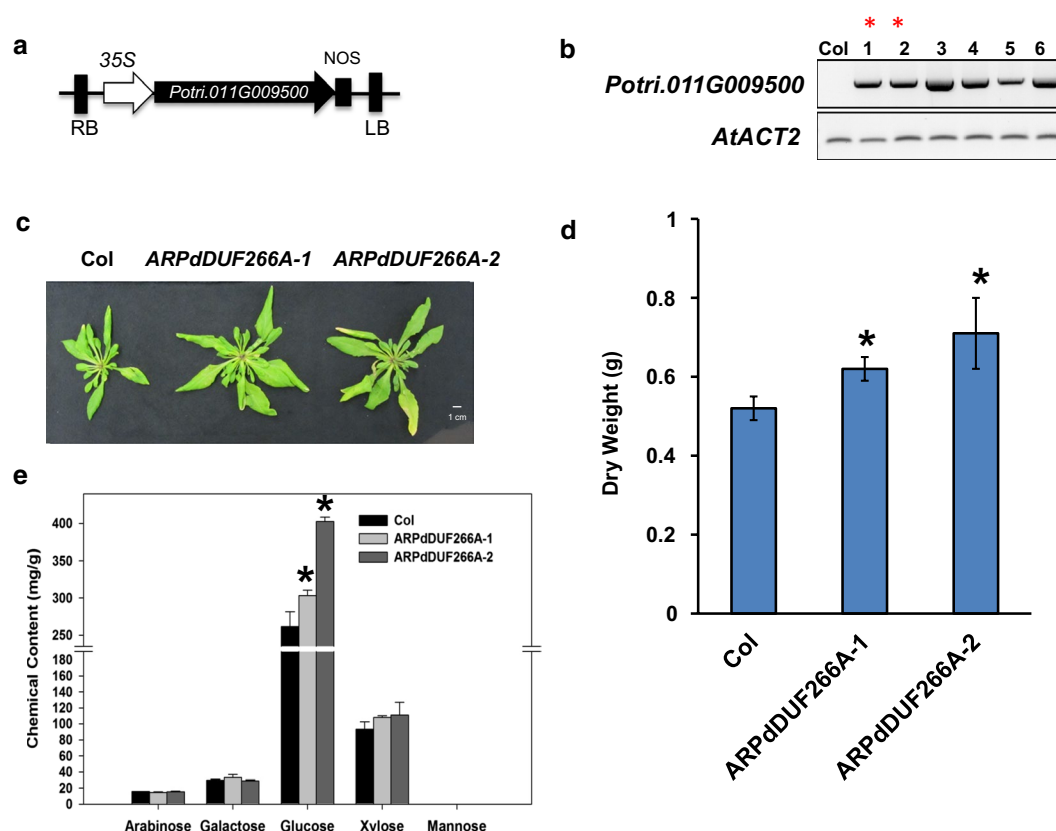 a
35S
NOS
Potri.011G009500
RB
LB
b
* *
Col 1 2 3 4 5 6
Potri.011G009500
AtACT2
c
Col ARPdDUF266A-1 ARPdDUF266A-2
1 cm
d
1
0.8
0.6
0.4
0.2
0
Dry Weight (g)
*
*
Col
ARPdDUF266A-1
ARPdDUF266A-2
e
Chemical Content (mg/g)
400
350
300
250
180
160
140
120
100
80
60
40
20
0
*
*
Col
ARPdDUF266A-1
ARPdDUF266A-2
Arabinose Galactose Glucose Xylose Mannose